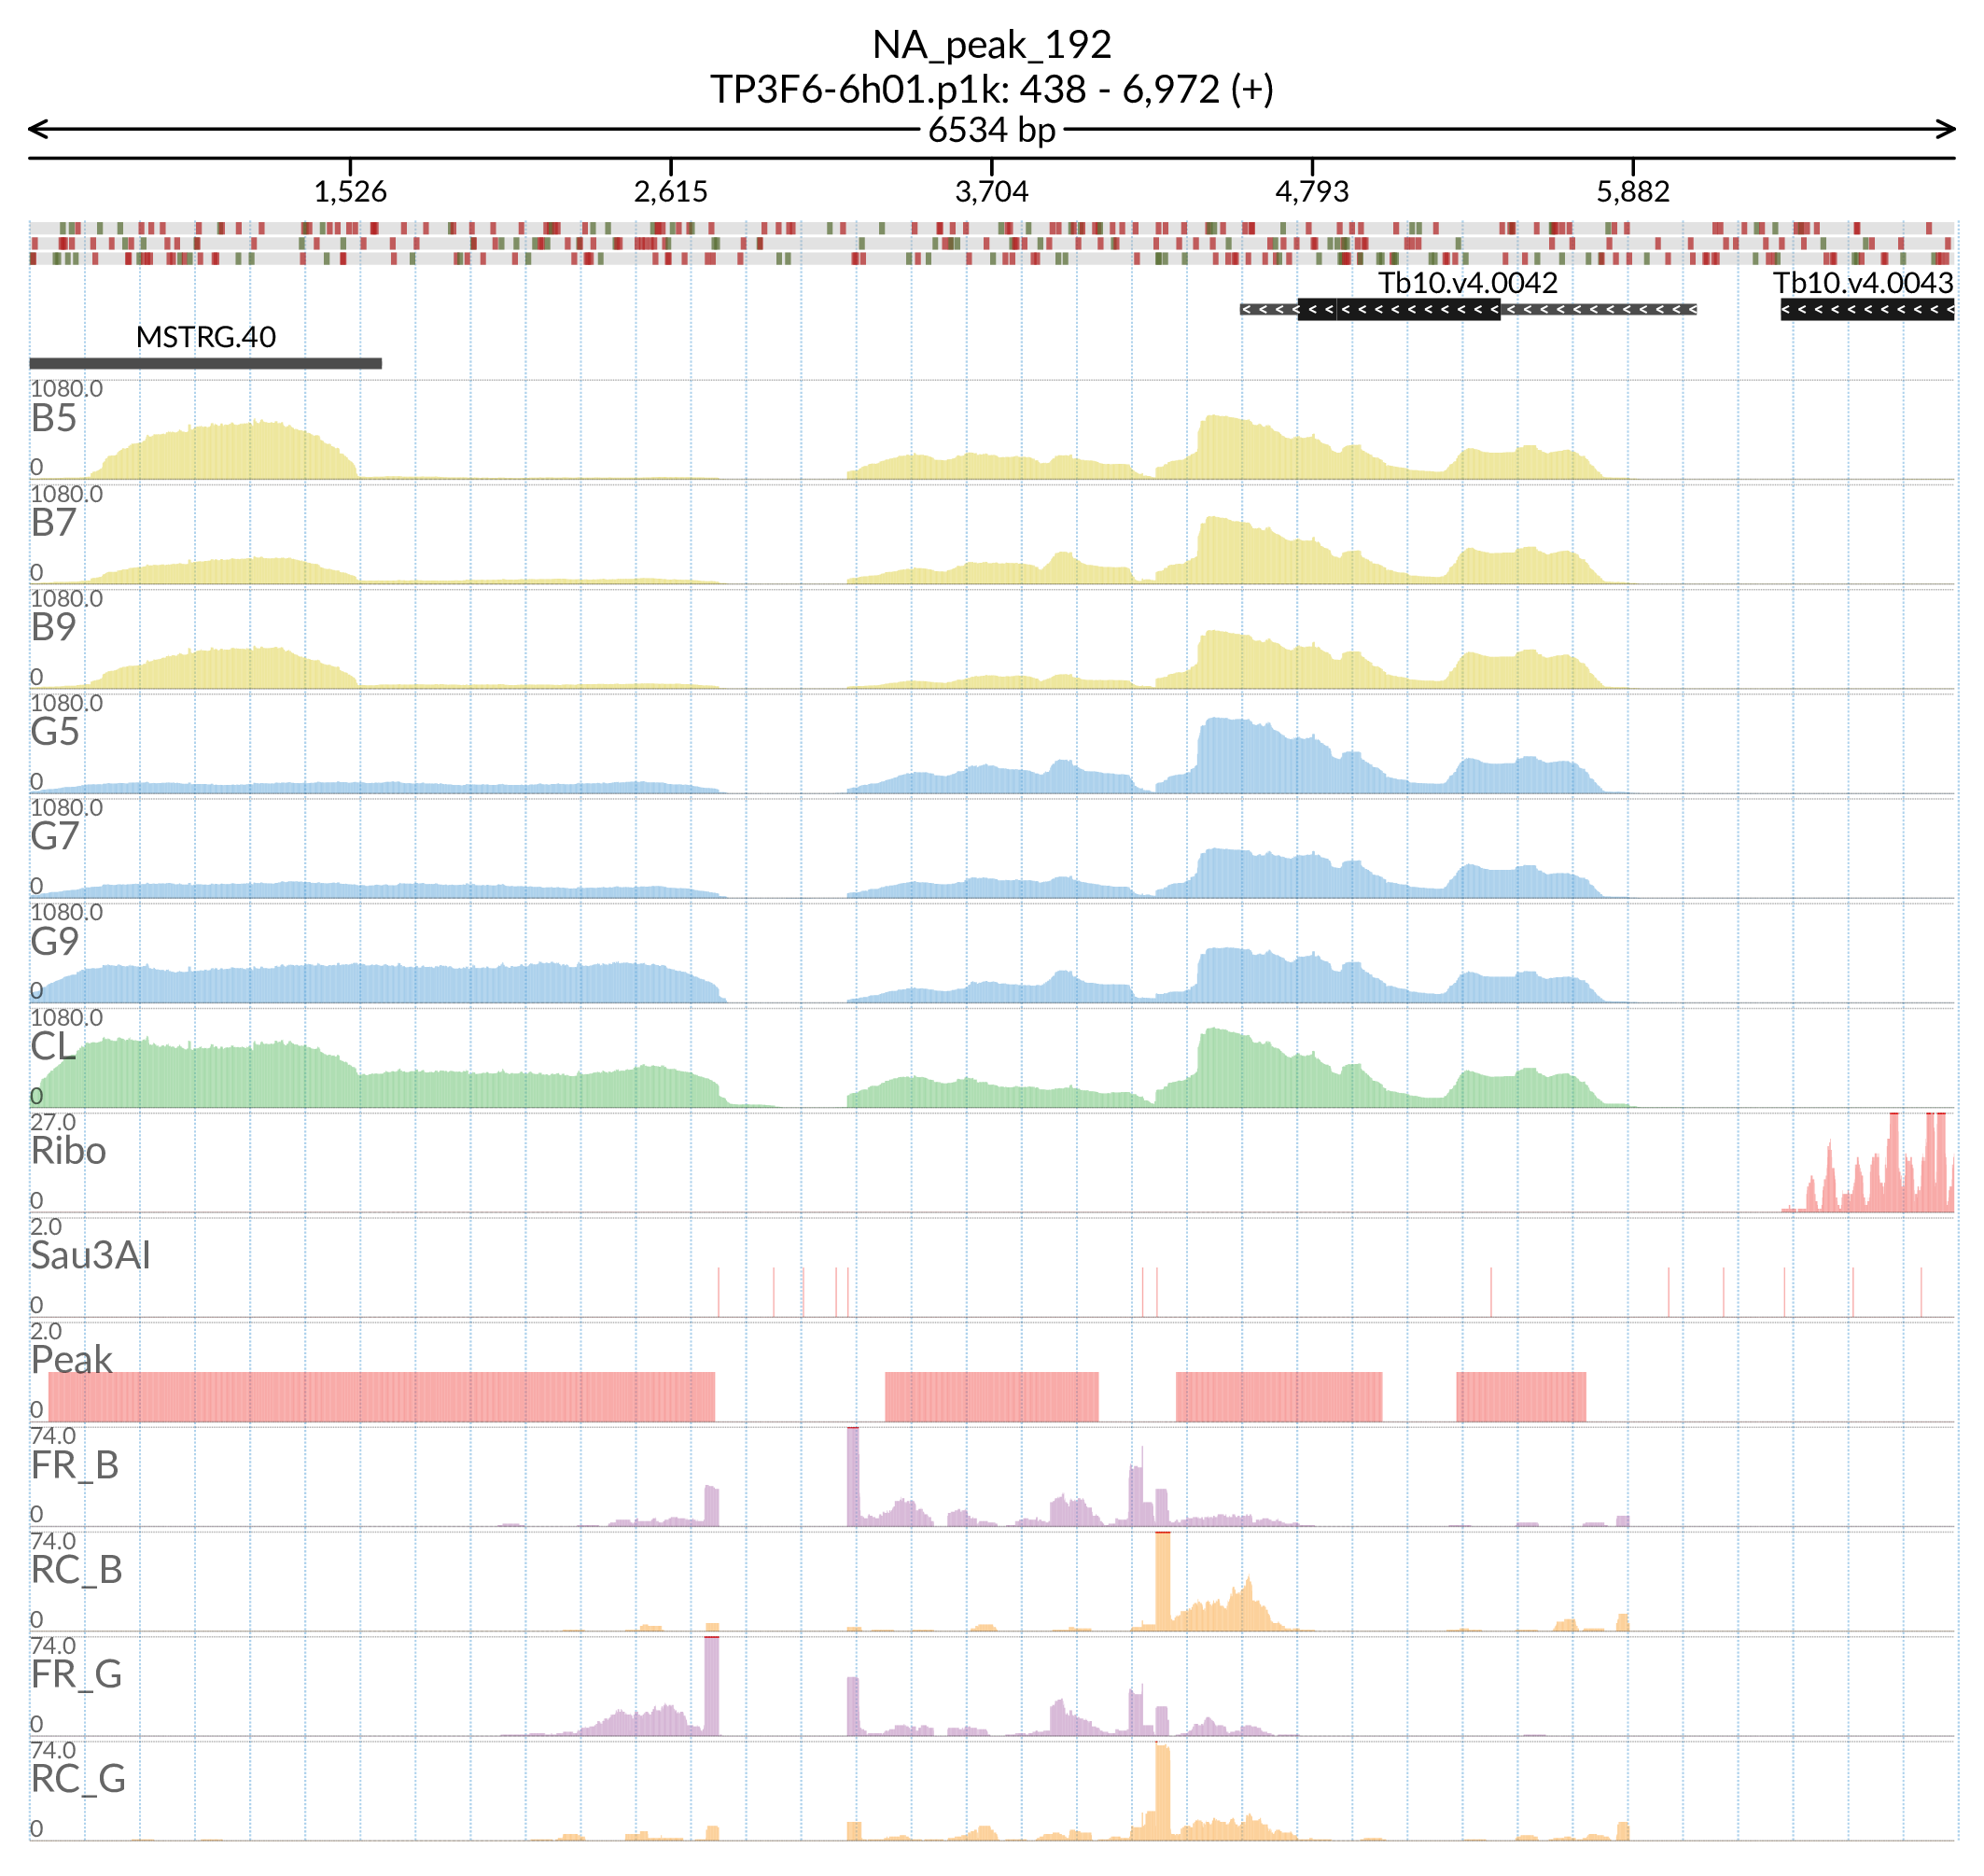 NA_peak_192
TP3F6-6h01.p1k: 438 - 6,972 (+)
6534 bp
1,526 2,615 3,704 4,793 5,882
Tb10.v4.0042 Tb10.v4.0043
MSTRG.40
1080.0
B5
0
1080.0
B7
0
1080.0
B9
0
1080.0
G5
0
1080.0
G7
0
1080.0
G9
0
1080.0
CL
0
27.0
Ribo
0
2.0
Sau3AI
0
2.0
Peak
0
74.0
FR_B
0
74.0
RC_B
0
74.0
FR_G
0
74.0
RC_G
0